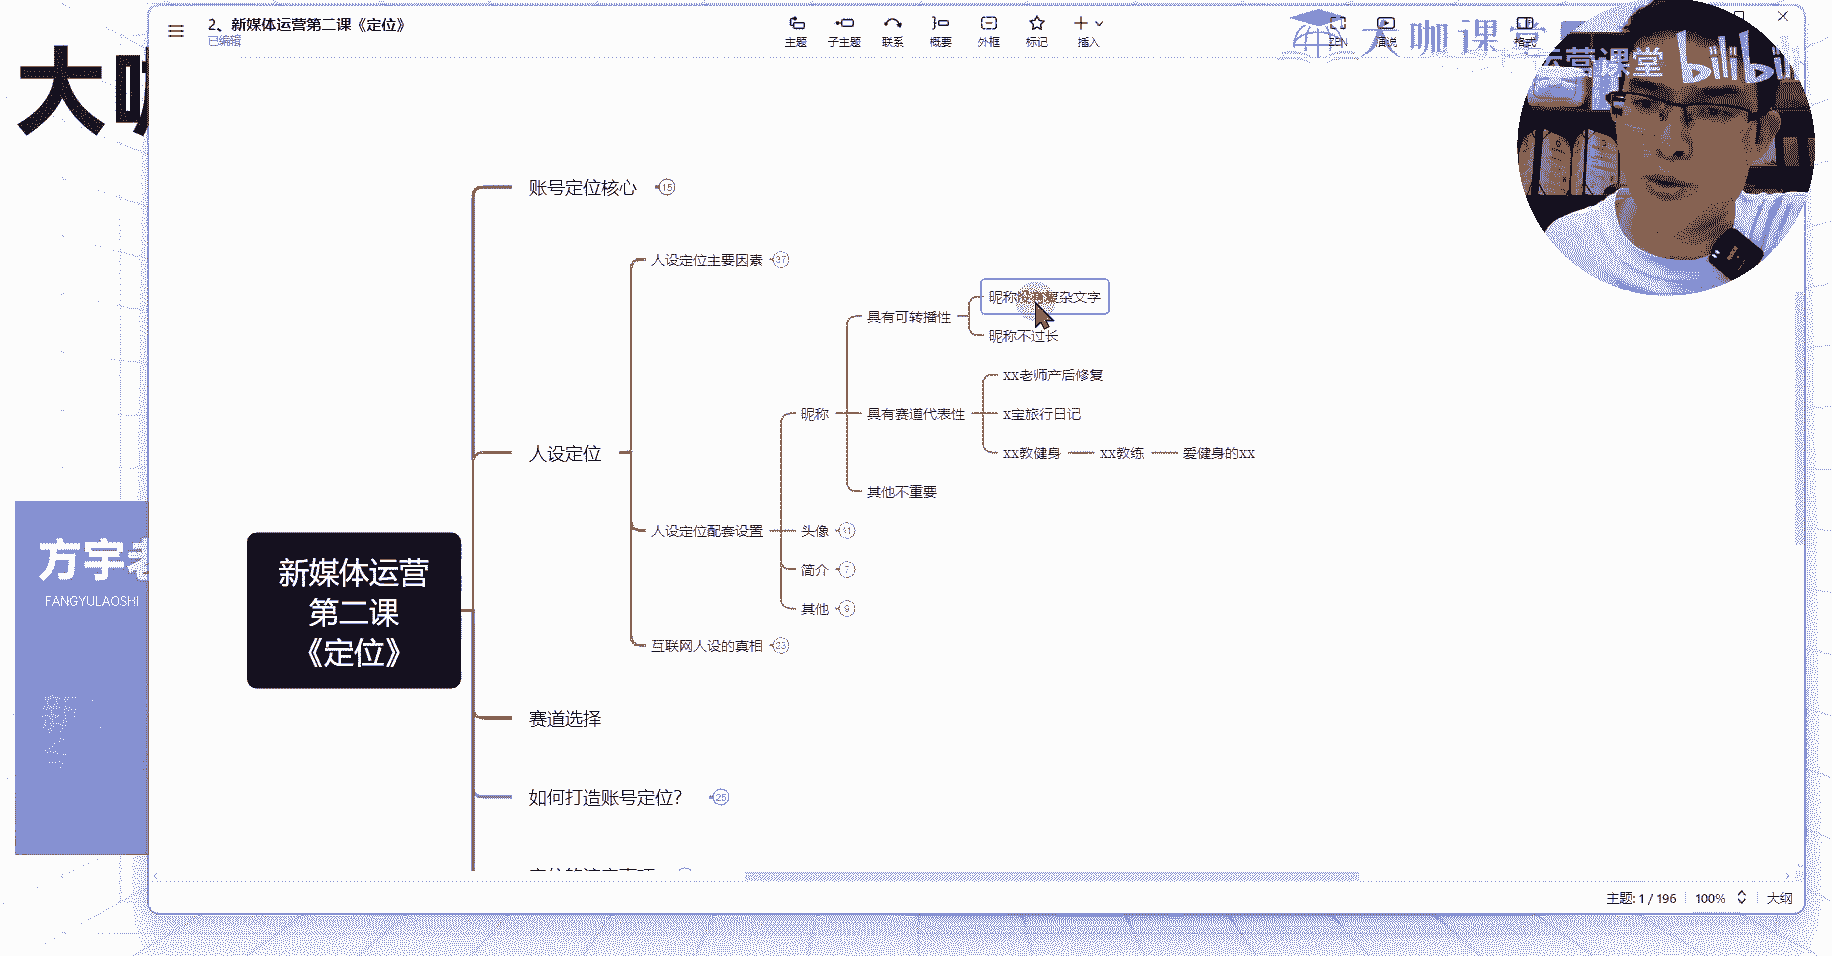 2、新媒体运营第二课《定位》
已编辑
主题
子主题
联系
概要
外框
标记
插入
ZEN
演说
格式
大咖课堂
运营课堂
bilibili
大咖
账号定位核心 15
人设定位主要因素 37
昵称没有复杂文字
具有可转播性
昵称不过长
xx老师产后修复
昵称
具有赛道代表性
x宝旅行日记
人设定位
xx教健身
xx教练
爱健身的xx
其他不重要
人设定位配套设置
头像 11
简介 7
其他 9
新媒体运营
第二课
《定位》
互联网人设的真相 23
方宇老
FANGYULAOSHI
赛道选择
如何打造账号定位? 25
主题: 1 / 196
100%
大纲